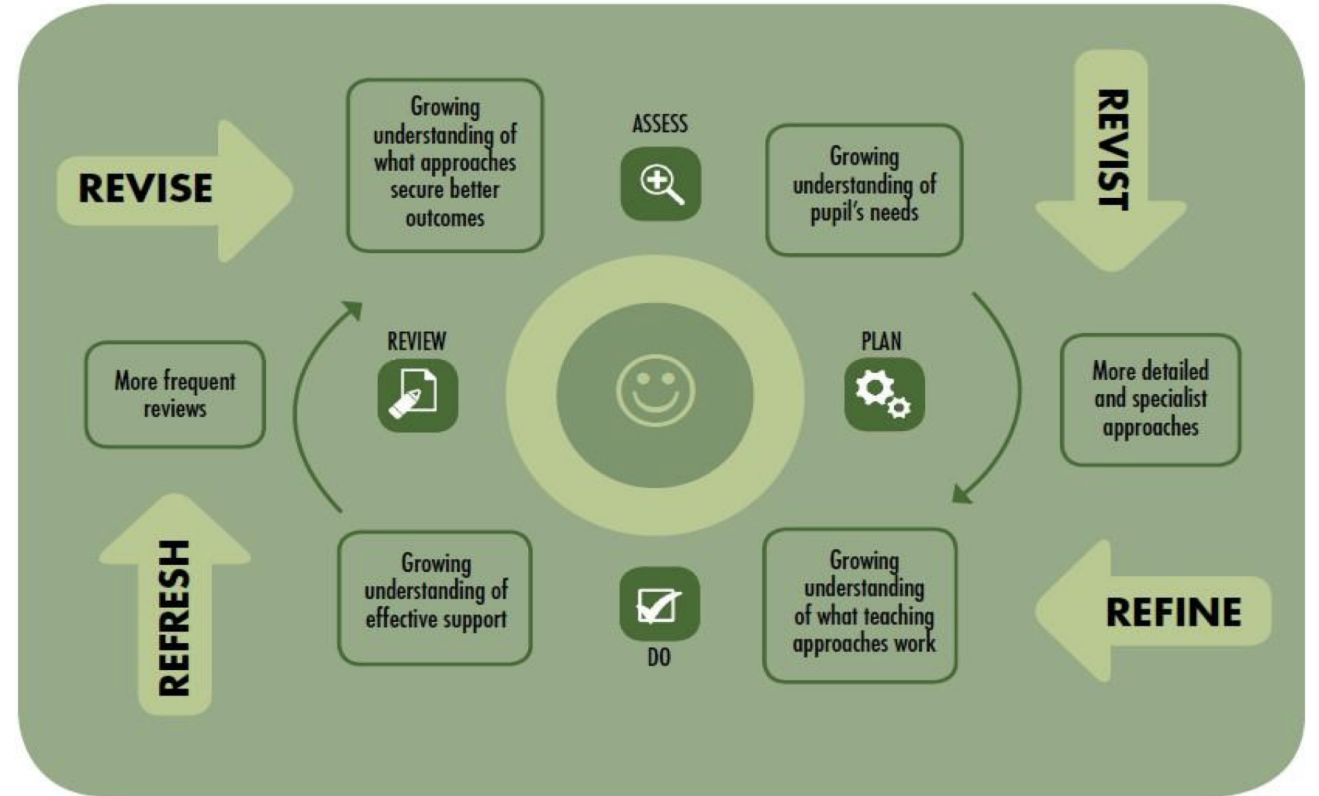 REVISE
Growing
understanding of
what approaches
secure better
outcomes
ASSESS
Growing
understanding of
pupil's needs
REVIST
More frequent
reviews
REVIEW
PLAN
More detailed
and specialist
approaches
REFRESH
Growing
understanding of
effective support
DO
Growing
understanding
of what teaching
approaches work
REFINE